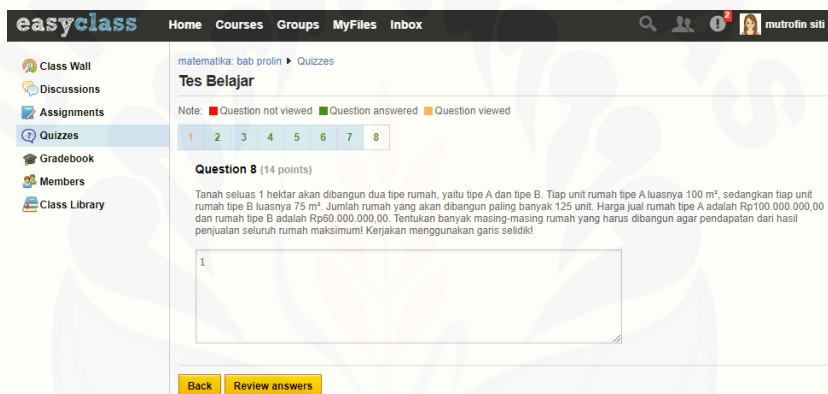 easyclass Home Courses Groups MyFiles Inbox 2 mutrofin siti
Class Wall
Discussions
Assignments
Quizzes
Gradebook
Members
Class Library
matematika: bab prolin ▶ Quizzes
Tes Belajar
Note: Question not viewed Question answered Question viewed
1 2 3 4 5 6 7 8
Question 8 (14 points)
Tanah seluas 1 hektar akan dibangun dua tipe rumah, yaitu tipe A dan tipe B. Tiap unit rumah tipe A luasnya 100 m², sedangkan tiap unit
rumah tipe B luasnya 75 m². Jumlah rumah yang akan dibangun paling banyak 125 unit. Harga jual rumah tipe A adalah Rp100.000.000,00
dan rumah tipe B adalah Rp60.000.000,00. Tentukan banyak masing-masing rumah yang harus dibangun agar pendapatan dari hasil
penjualan seluruh rumah maksimum! Kerjakan menggunakan garis selidik!
1
Back Review answers